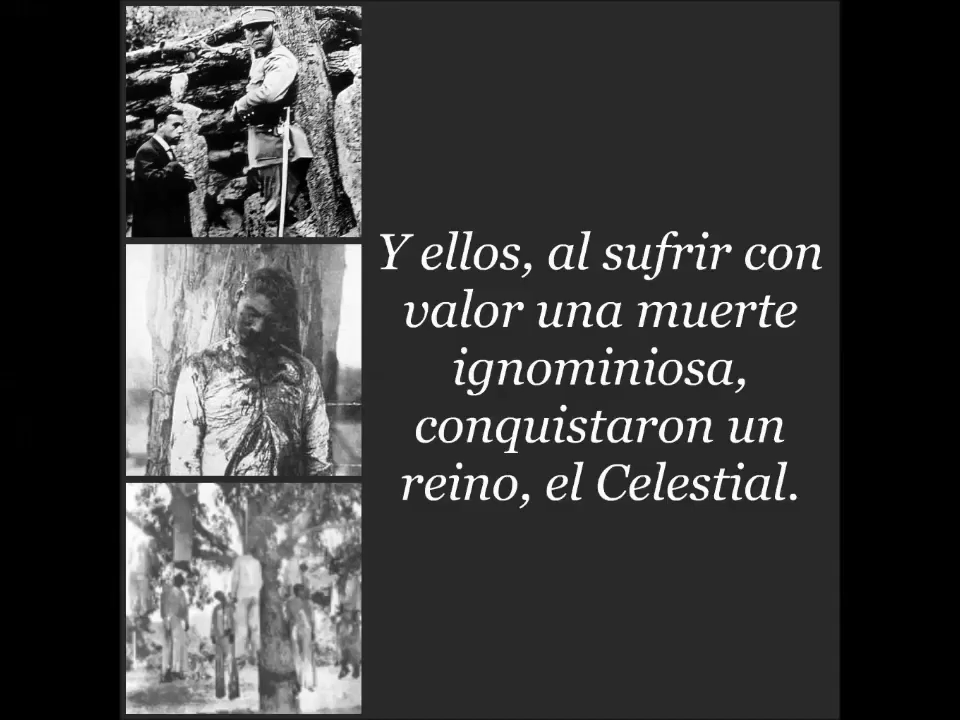 Y ellos, al sufrir con
valor una muerte
ignominiosa,
conquistaron un
reino, el Celestial.